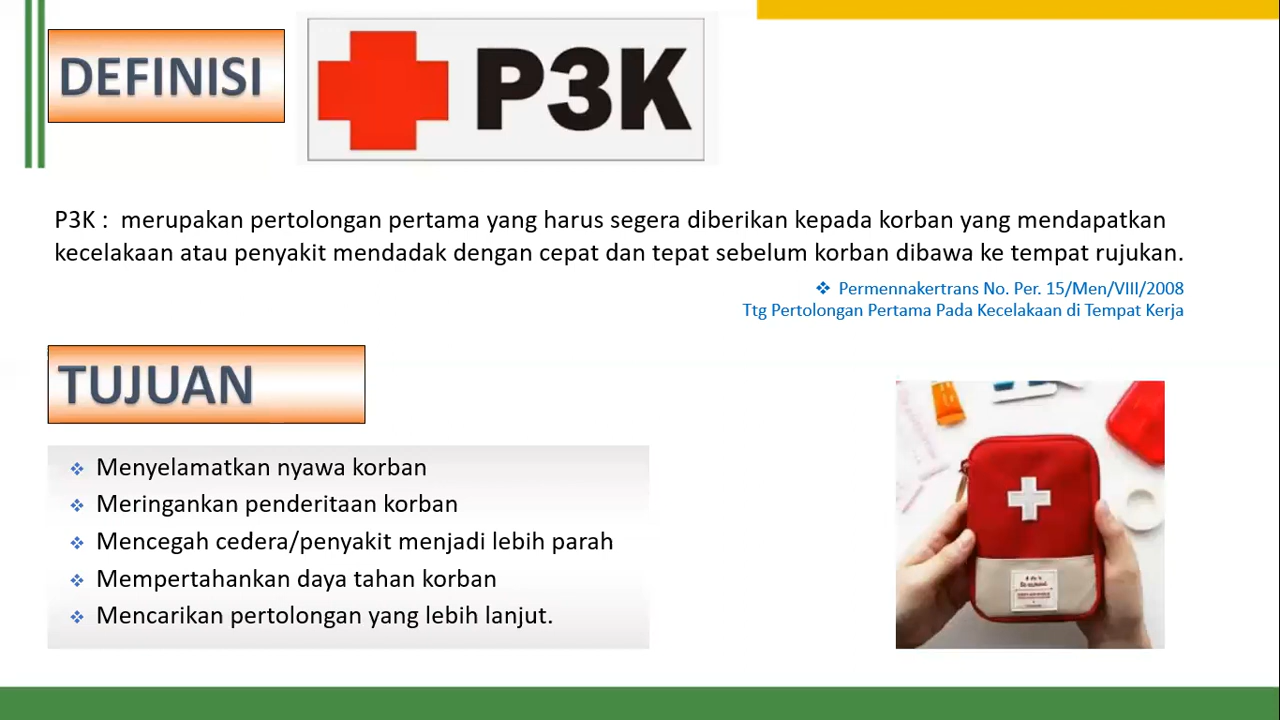 DEFINISI
P3K
P3K : merupakan pertolongan pertama yang harus segera diberikan kepada korban yang mendapatkan
kecelakaan atau penyakit mendadak dengan cepat dan tepat sebelum korban dibawa ke tempat rujukan.
❖ Permennakertrans No. Per. 15/Men/VIII/2008
Ttg Pertolongan Pertama Pada Kecelakaan di Tempat Kerja
TUJUAN
❖ Menyelamatkan nyawa korban
❖ Meringankan penderitaan korban
❖ Mencegah cedera/penyakit menjadi lebih parah
❖ Mempertahankan daya tahan korban
❖ Mencarikan pertolongan yang lebih lanjut.